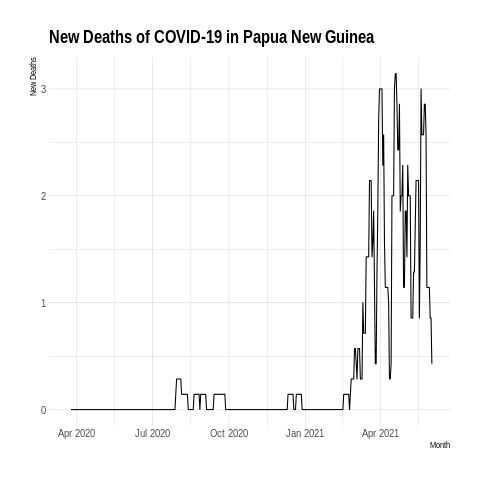 New Deaths of COVID-19 in Papua New Guinea
New Deaths
3
2
1
0
Apr 2020 Jul 2020 Oct 2020 Jan 2021 Apr 2021
Month